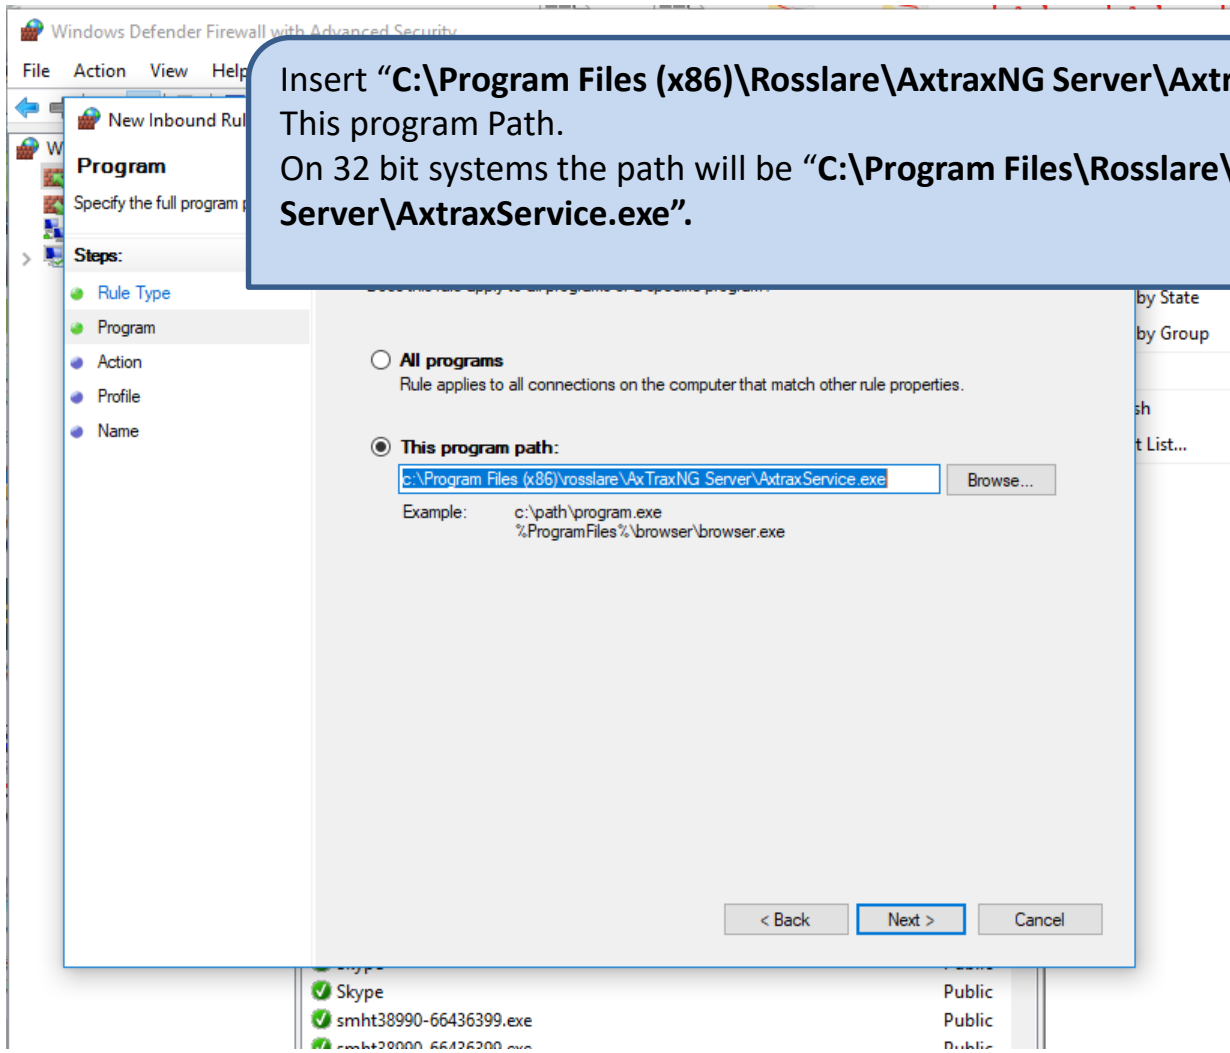 Windows Defender Firewall with Advanced Security
File Action View Help
Insert “C:\Program Files (x86)\Rosslare\AxtraxNG Server\Axtr
This program Path.
On 32 bit systems the path will be “C:\Program Files\Rosslare\
Server\AxtraxService.exe”.
New Inbound Rul
Program
Specify the full program p
Steps:
Rule Type
Program
Action
Profile
Name
All programs
Rule applies to all connections on the computer that match other rule properties.
This program path:
c:\Program Files (x86)\rosslare\AxTraxNG Server\AxtraxService.exe
Browse...
Example: c:\path\program.exe
%ProgramFiles%\browser\browser.exe
< Back Next > Cancel
by State
by Group
sh
t List...
Skype Public
smht38990-66436399.exe Public